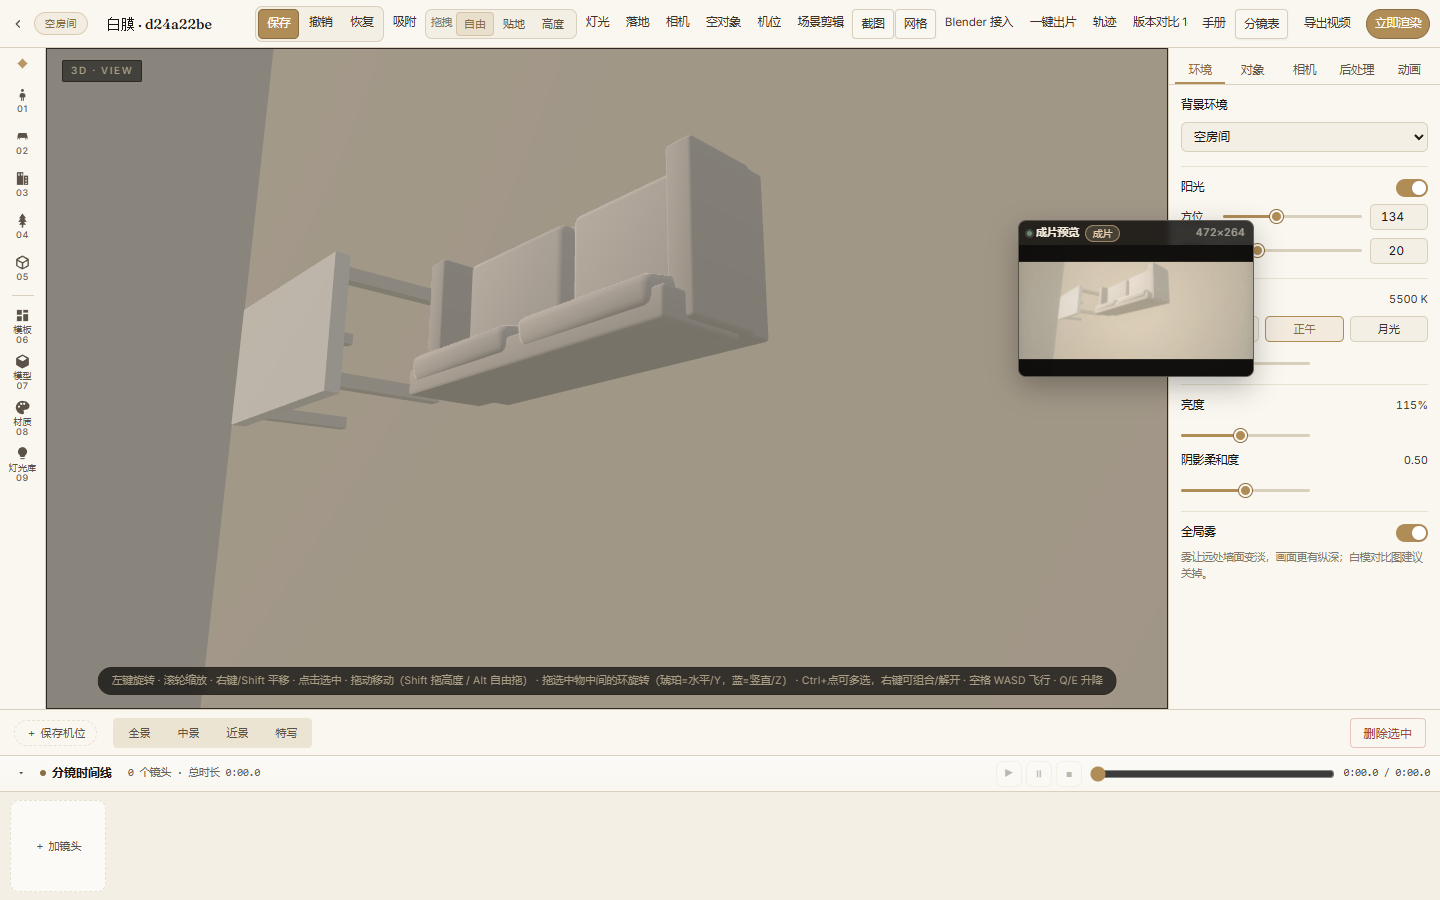 空房间
白膜 · d24a22be
保存
撤销
恢复
吸附
拖拽
自由
贴地
高度
灯光
落地
相机
空对象
机位
场景剪辑
截图
网格
Blender 接入
一键出片
轨迹
版本对比 1
手册
分镜表
导出视频
立即渲染
3D · VIEW
01
02
03
04
05
模板
06
模型
07
材质
08
灯光库
09
环境
对象
相机
后处理
动画
背景环境
空房间
阳光
方位
134
20
成片预览
成片
472×264
5500 K
正午
月光
亮度
115%
阴影柔和度
0.50
全局雾
雾让远处墙面变淡，画面更有纵深；白模对比图建议
关掉。
左键旋转 · 滚轮缩放 · 右键/Shift 平移 · 点击选中 · 拖动移动（Shift 拖高度 / Alt 自由拖） · 拖选中物中间的环旋转（琥珀=水平/Y，蓝=竖直/Z） · Ctrl+点可多选，右键可组合/解开 · 空格 WASD 飞行 · Q/E 升降
+ 保存机位
全景
中景
近景
特写
删除选中
分镜时间线
0 个镜头 · 总时长 0:00.0
0:00.0 / 0:00.0
+ 加镜头